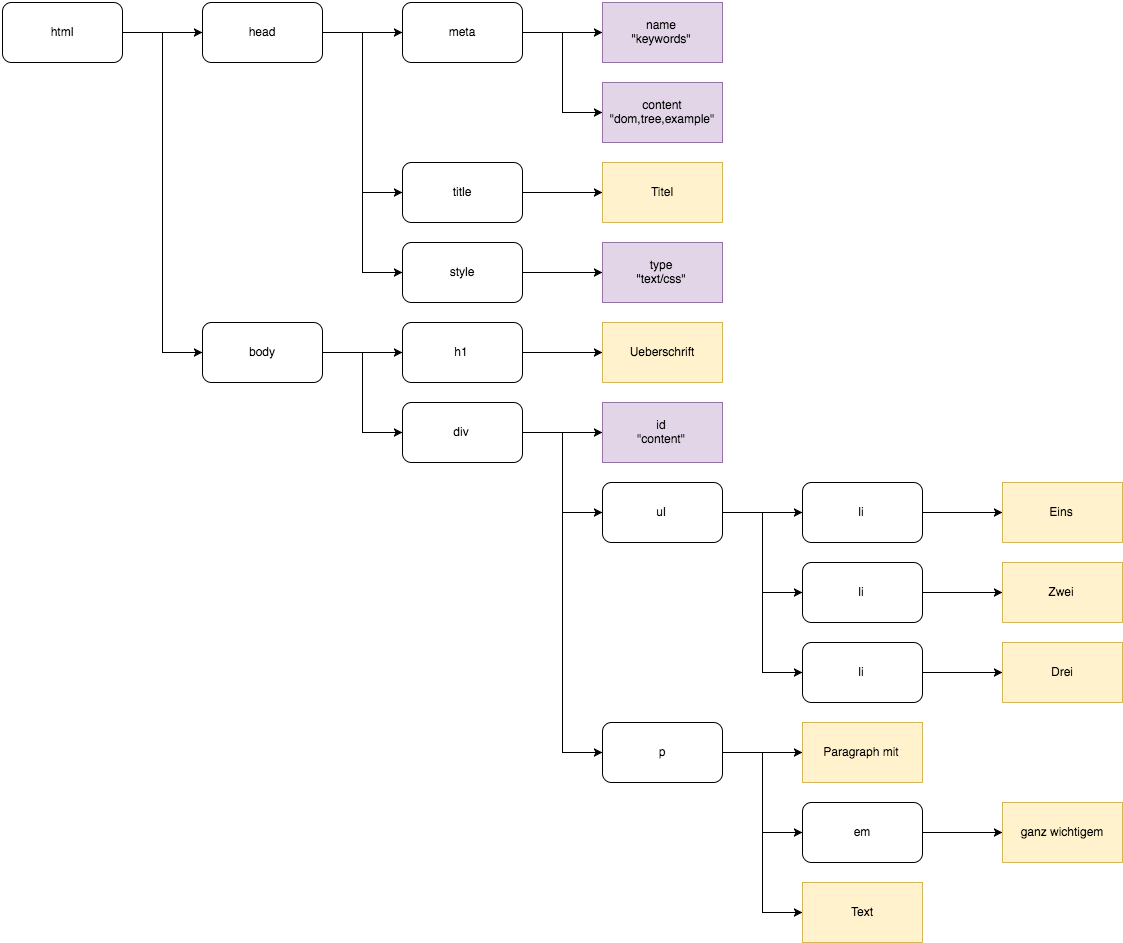 html
head
meta
name
"keywords"
content
"dom,tree,example"
title
Titel
style
type
"text/css"
body
h1
Ueberschrift
div
id
"content"
ul
li
Eins
li
Zwei
li
Drei
p
Paragraph mit
em
ganz wichtigem
Text